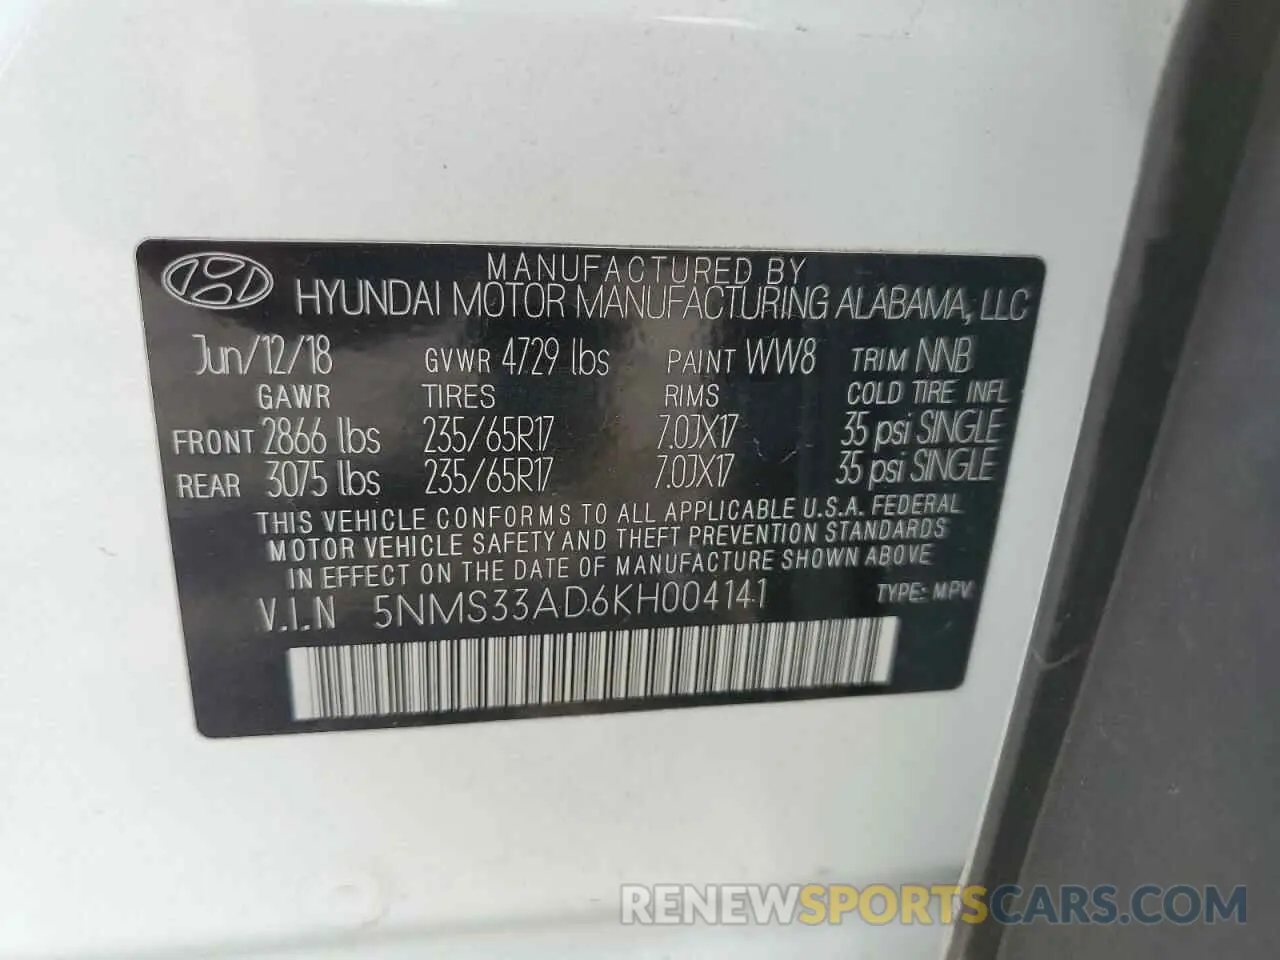 MANUFACTURED BY
HYUNDAI MOTOR MANUFACTURING ALABAMA, LLC
Jun/12/18 GVWR 4729 lbs PAINT WW8 TRIM NNB
GAWR TIRES RIMS COLD TIRE INFL
FRONT 2866 lbs 235/65R17 7.0JX17 35 psi SINGLE
REAR 3075 lbs 235/65R17 7.0JX17 35 psi SINGLE
THIS VEHICLE CONFORMS TO ALL APPLICABLE U.S.A. FEDERAL
MOTOR VEHICLE SAFETY AND THEFT PREVENTION STANDARDS
IN EFFECT ON THE DATE OF MANUFACTURE SHOWN ABOVE
V.I.N 5NMS33AD6KH004141 TYPE: MPV
RENEWSPORTSCARS.COM